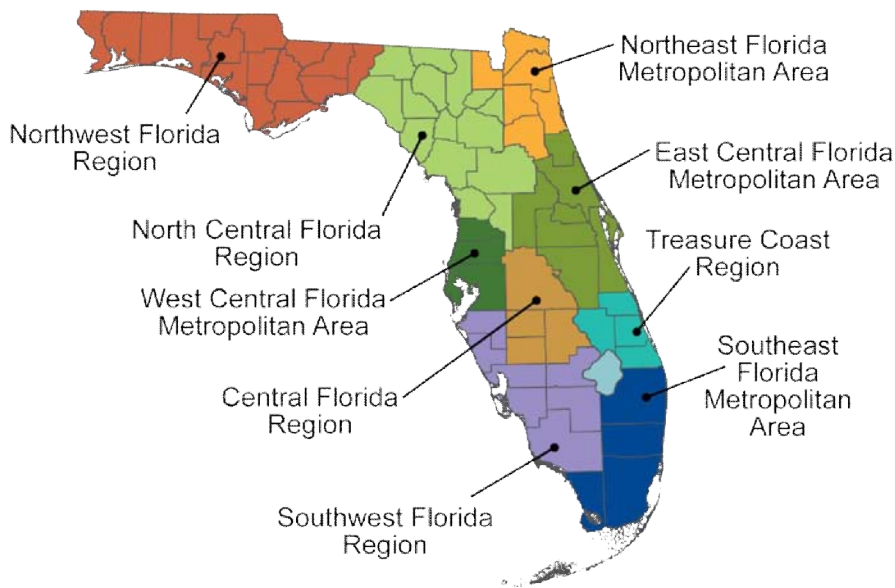 Northeast Florida
Metropolitan Area
Northwest Florida
Region
East Central Florida
Metropolitan Area
North Central Florida
Region
Treasure Coast
Region
West Central Florida
Metropolitan Area
Southeast
Florida
Metropolitan
Area
Central Florida
Region
Southwest Florida
Region